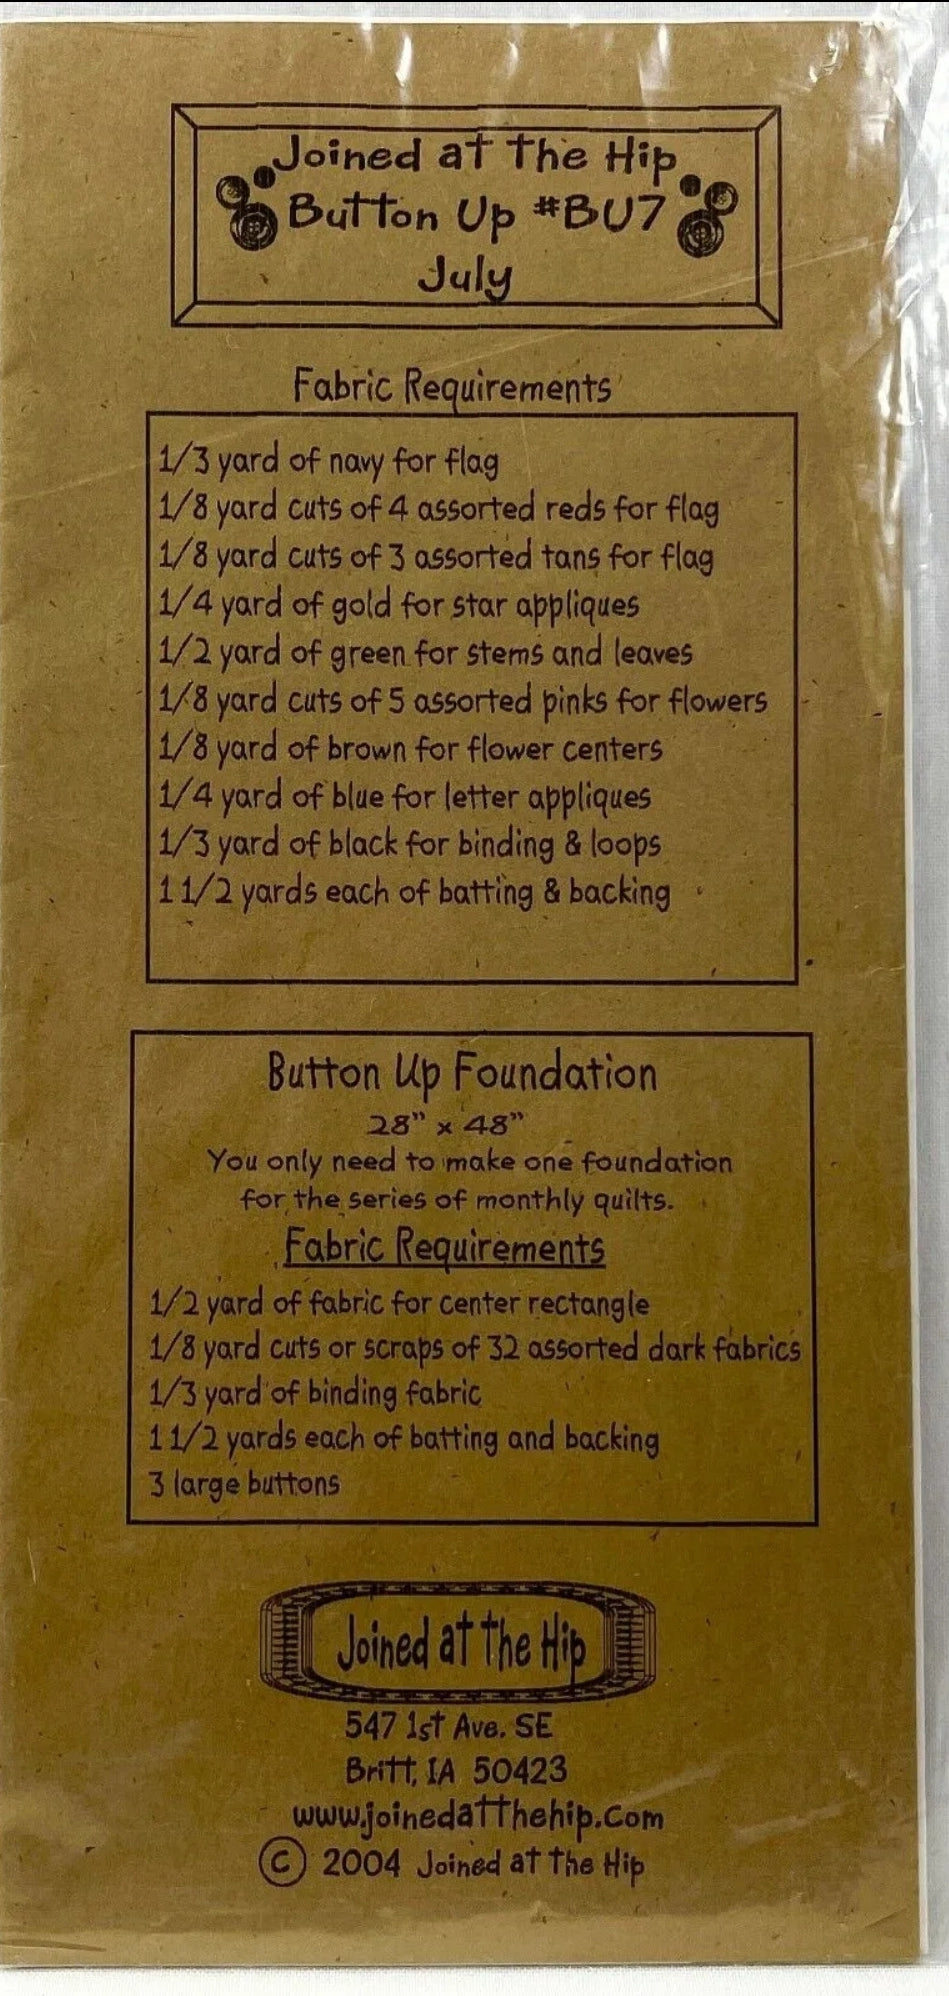 Joined at the Hip
Button Up #BU7
July
Fabric Requirements
1/3 yard of navy for flag
1/8 yard cuts of 4 assorted reds for flag
1/8 yard cuts of 3 assorted tans for flag
1/4 yard of gold for star appliques
1/2 yard of green for stems and leaves
1/8 yard cuts of 5 assorted pinks for flowers
1/8 yard of brown for flower centers
1/4 yard of blue for letter appliques
1/3 yard of black for binding & loops
1 1/2 yards each of batting & backing
Button Up Foundation
28" x 48"
You only need to make one foundation
for the series of monthly quilts.
Fabric Requirements
1/2 yard of fabric for center rectangle
1/8 yard cuts or scraps of 32 assorted dark fabrics
1/3 yard of binding fabric
1 1/2 yards each of batting and backing
3 large buttons
Joined at the Hip
547 1st Ave. SE
Britt, IA 50423
www.joinedatthehip.com
© 2004 Joined at the Hip